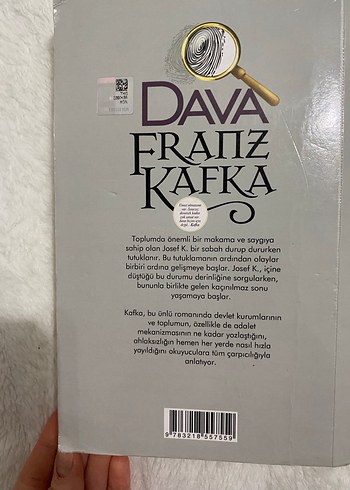 DAVA
FRANZ
KAFKA
Toplumda önemli bir makama ve saygıya
sahip olan Josef K. bir sabah durup dururken
tutuklanır. Bu tutuklamanın ardından olaylar
birbiri ardına gelişmeye başlar. Josef K., içine
düştüğü bu durumu derinliğine sorgularken,
bununla birlikte gelen kaçınılmaz sonu
yaşamaya başlar.
Kafka, bu ünlü romanında devlet kurumlarının
ve toplumun, özellikle de adalet
mekanizmasının ne kadar yozlaştığını,
ahlaksızlığın hemen her yerde nasıl hızla
yayıldığını okuyuculara tüm çarpıcılığıyla
anlatıyor.
9 783218 557559